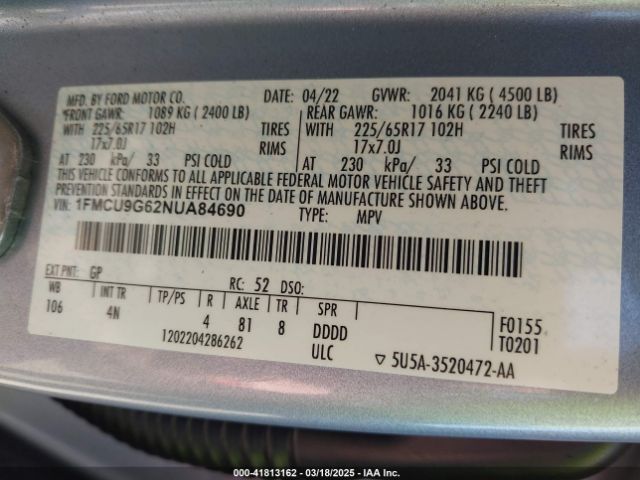 MFD. BY FORD MOTOR CO. DATE: 04/22 GVWR: 2041 KG ( 4500 LB)
*FRONT GAWR: 1089 KG ( 2400 LB) REAR GAWR: 1016 KG ( 2240 LB)
WITH 225/65R17 102H TIRES WITH 225/65R17 102H TIRES
17x7.0J RIMS 17x7.0J RIMS
AT 230 kPa/ 33 PSI COLD AT 230 kPa/ 33 PSI COLD
THIS VEHICLE CONFORMS TO ALL APPLICABLE FEDERAL MOTOR VEHICLE SAFETY AND THEFT
PREVENTION STANDARDS IN EFFECT ON THE DATE OF MANUFACTURE SHOWN ABOVE.
VIN: 1FMCU9G62NUA84690 TYPE: MPV
EXT PNT: GP RC: 52 DSO:
WB INT TR TP/PS R AXLE TR SPR
106 4N 4 81 8 DDDD F0155
1202204286262 ULC T0201
▽ 5U5A-3520472-AA
000-41813162 — 03/18/2025 — IAA Inc.